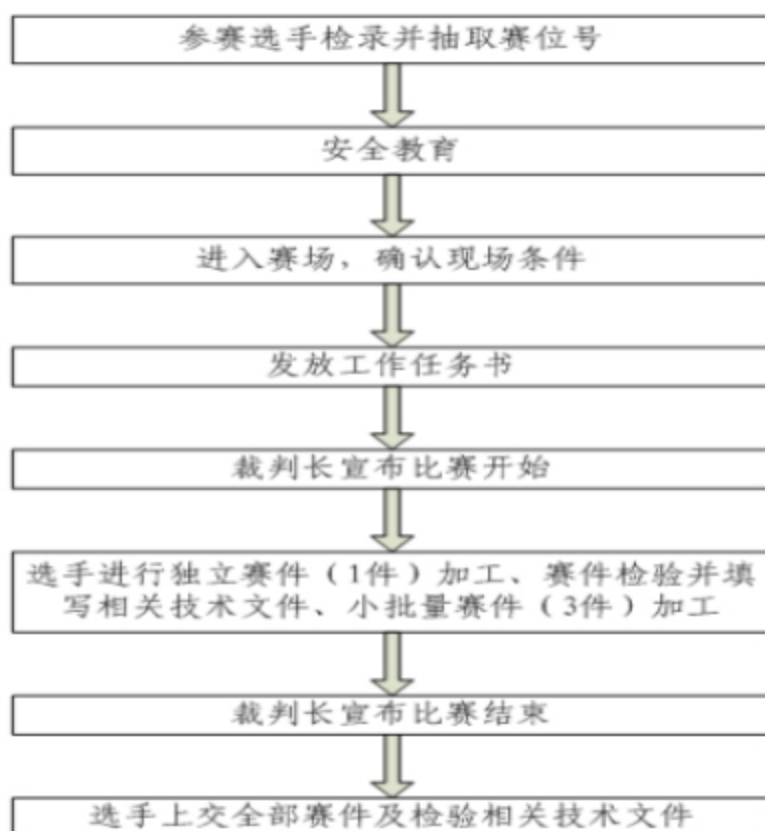 参赛选手检录并抽取赛位号
安全教育
进入赛场，确认现场条件
发放工作任务书
裁判长宣布比赛开始
选手进行独立赛件（1件）加工、赛件检验并填
写相关技术文件、小批量赛件（3件）加工
裁判长宣布比赛结束
选手上交全部赛件及检验相关技术文件